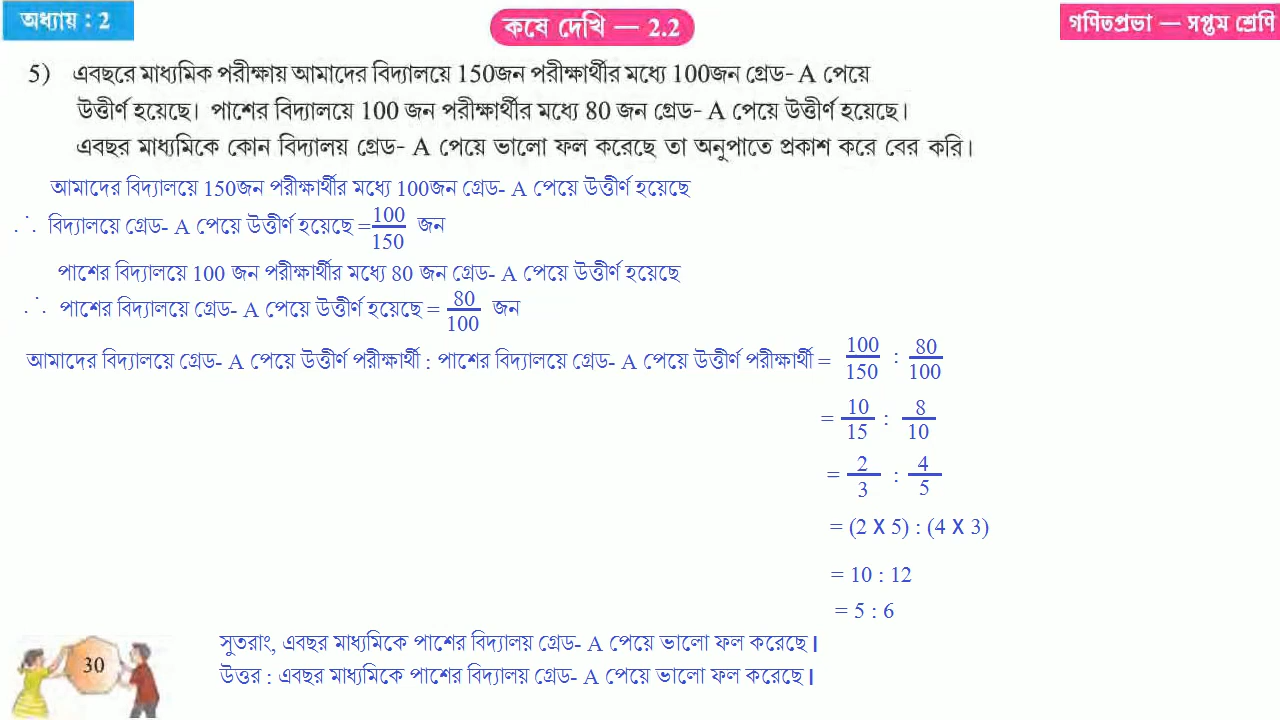 অধ্যায় : 2
কষে দেখি — 2.2
গণিতপ্রভা — সপ্তম শ্রেণি
5) এবছরে মাধ্যমিক পরীক্ষায় আমাদের বিদ্যালয়ে 150জন পরীক্ষার্থীর মধ্যে 100জন গ্রেড- A পেয়ে
উত্তীর্ণ হয়েছে। পাশের বিদ্যালয়ে 100 জন পরীক্ষার্থীর মধ্যে 80 জন গ্রেড- A পেয়ে উত্তীর্ণ হয়েছে।
এবছর মাধ্যমিকে কোন বিদ্যালয় গ্রেড- A পেয়ে ভালো ফল করেছে তা অনুপাতে প্রকাশ করে বের করি।
আমাদের বিদ্যালয়ে 150জন পরীক্ষার্থীর মধ্যে 100জন গ্রেড- A পেয়ে উত্তীর্ণ হয়েছে
∴ বিদ্যালয়ে গ্রেড- A পেয়ে উত্তীর্ণ হয়েছে = 100/150 জন
পাশের বিদ্যালয়ে 100 জন পরীক্ষার্থীর মধ্যে 80 জন গ্রেড- A পেয়ে উত্তীর্ণ হয়েছে
∴ পাশের বিদ্যালয়ে গ্রেড- A পেয়ে উত্তীর্ণ হয়েছে = 80/100 জন
আমাদের বিদ্যালয়ে গ্রেড- A পেয়ে উত্তীর্ণ পরীক্ষার্থী : পাশের বিদ্যালয়ে গ্রেড- A পেয়ে উত্তীর্ণ পরীক্ষার্থী = 100/150 : 80/100
= 10/15 : 8/10
= 2/3 : 4/5
= (2 X 5) : (4 X 3)
= 10 : 12
= 5 : 6
সুতরাং, এবছর মাধ্যমিকে পাশের বিদ্যালয় গ্রেড- A পেয়ে ভালো ফল করেছে।
উত্তর : এবছর মাধ্যমিকে পাশের বিদ্যালয় গ্রেড- A পেয়ে ভালো ফল করেছে।
30